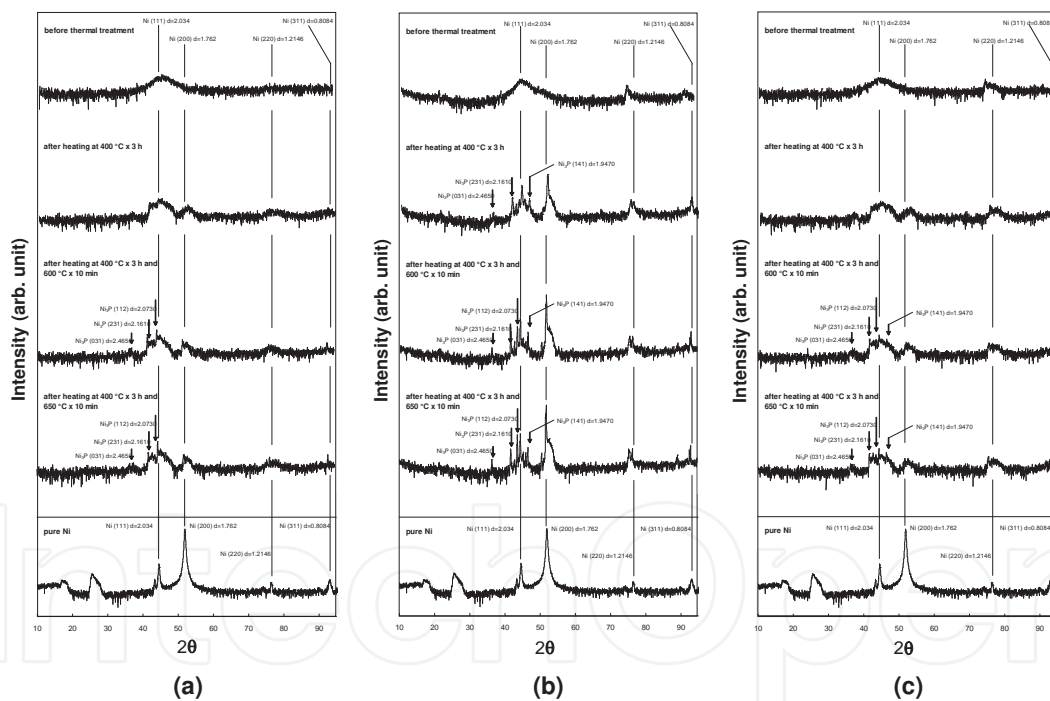 Intensity (arb. unit)
before thermal treatment
Ni (111) d=2.034
Ni (200) d=1.762
Ni (220) d=1.2146
Ni (311) d=0.8084
after heating at 400 °C x 3 h
after heating at 400 °C x 3 h and
600 °C x 10 min
Ni₃P (112) d=2.0730
Ni₃P (231) d=2.1610
Ni₃P (031) d=2.4650
after heating at 400 °C x 3 h and
650 °C x 10 min
Ni₃P (112) d=2.0730
Ni₃P (231) d=2.1610
Ni₃P (031) d=2.4650
pure Ni
Ni (111) d=2.034
Ni (200) d=1.762
Ni (220) d=1.2146
Ni (311) d=0.8084
10 20 30 40 50 60 70 80 90
2θ
(a)
Intensity (arb. unit)
before thermal treatment
Ni (111) d=2.034
Ni (200) d=1.762
Ni (220) d=1.2146
Ni (311) d=0.8084
after heating at 400 °C x 3 h
Ni₃P (141) d=1.9470
Ni₃P (231) d=2.1610
Ni₃P (031) d=2.4650
after heating at 400 °C x 3 h and
600 °C x 10 min
Ni₃P (112) d=2.0730
Ni₃P (141) d=1.9470
Ni₃P (231) d=2.1610
Ni₃P (031) d=2.4650
after heating at 400 °C x 3 h and
650 °C x 10 min
Ni₃P (112) d=2.0730
Ni₃P (141) d=1.9470
Ni₃P (231) d=2.1610
Ni₃P (031) d=2.4650
pure Ni
Ni (111) d=2.034
Ni (200) d=1.762
Ni (220) d=1.2146
Ni (311) d=0.8084
10 20 30 40 50 60 70 80 90
2θ
(b)
Intensity (arb. unit)
before thermal treatment
Ni (111) d=2.034
Ni (200) d=1.762
Ni (220) d=1.2146
Ni (311) d=0.808
after heating at 400 °C x 3 h
after heating at 400 °C x 3 h and
600 °C x 10 min
Ni₃P (112) d=2.0730
Ni₃P (141) d=1.9470
Ni₃P (231) d=2.1610
Ni₃P (031) d=2.4650
after heating at 400 °C x 3 h and
650 °C x 10 min
Ni₃P (112) d=2.0730
Ni₃P (141) d=1.9470
Ni₃P (231) d=2.1610
Ni₃P (031) d=2.4650
pure Ni
Ni (111) d=2.034
Ni (200) d=1.762
Ni (220) d=1.2146
Ni (311) d=0.8084
10 20 30 40 50 60 70 80 90
2θ
(c)